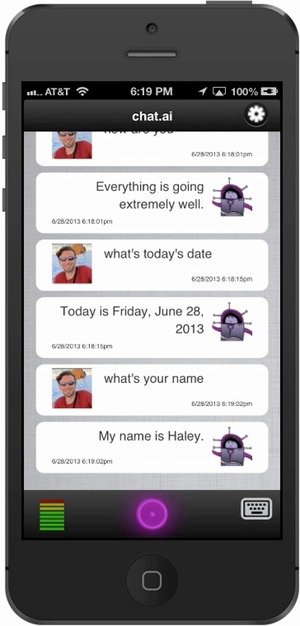 AT&T 6:19 PM 100%
chat.ai
how are you
6/28/2013 6:18:01pm
Everything is going
extremely well.
6/28/2013 6:18:01pm
what's today's date
6/28/2013 6:18:15pm
Today is Friday, June 28,
2013
6/28/2013 6:18:15pm
what's your name
6/28/2013 6:19:02pm
My name is Haley.
6/28/2013 6:19:02pm